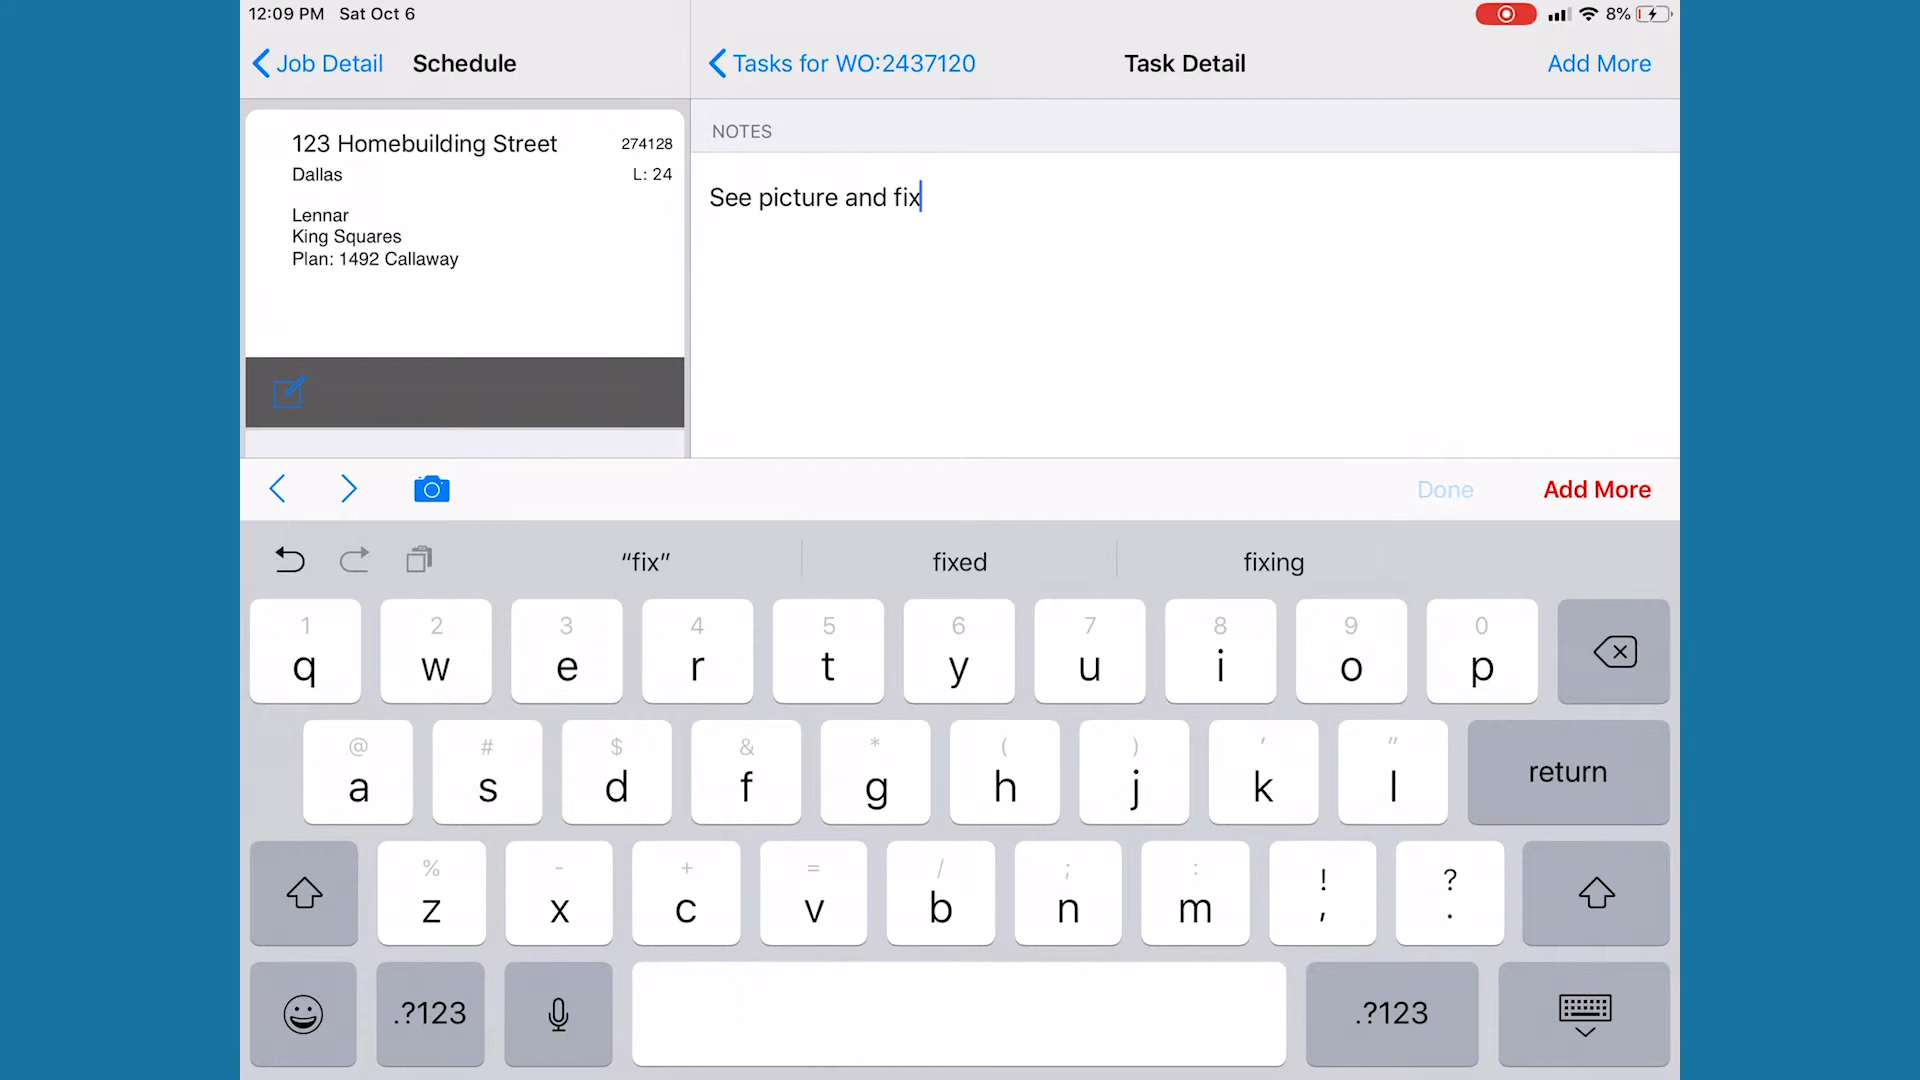 12:09 PM Sat Oct 6
8%
Job Detail
Schedule
Tasks for WO:2437120
Task Detail
Add More
123 Homebuilding Street
274128
Dallas
L: 24
Lennar
King Squares
Plan: 1492 Callaway
NOTES
See picture and fix
Done
Add More
“fix”
fixed
fixing
1 2 3 4 5 6 7 8 9 0
q w e r t y u i o p
@ # $ & * ( ) ' "
a s d f g h j k l
return
% - + = / ; : ! ?
z x c v b n m , .
.?123
.?123